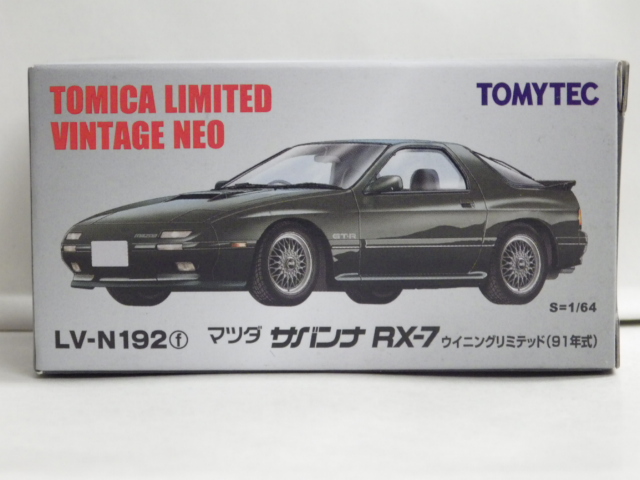 TOMICA LIMITED
VINTAGE NEO
TOMYTEC
GT-R
S=1/64
LV-N192ⓕ マツダ サバンナ RX-7 ウイニングリミテッド(91年式)